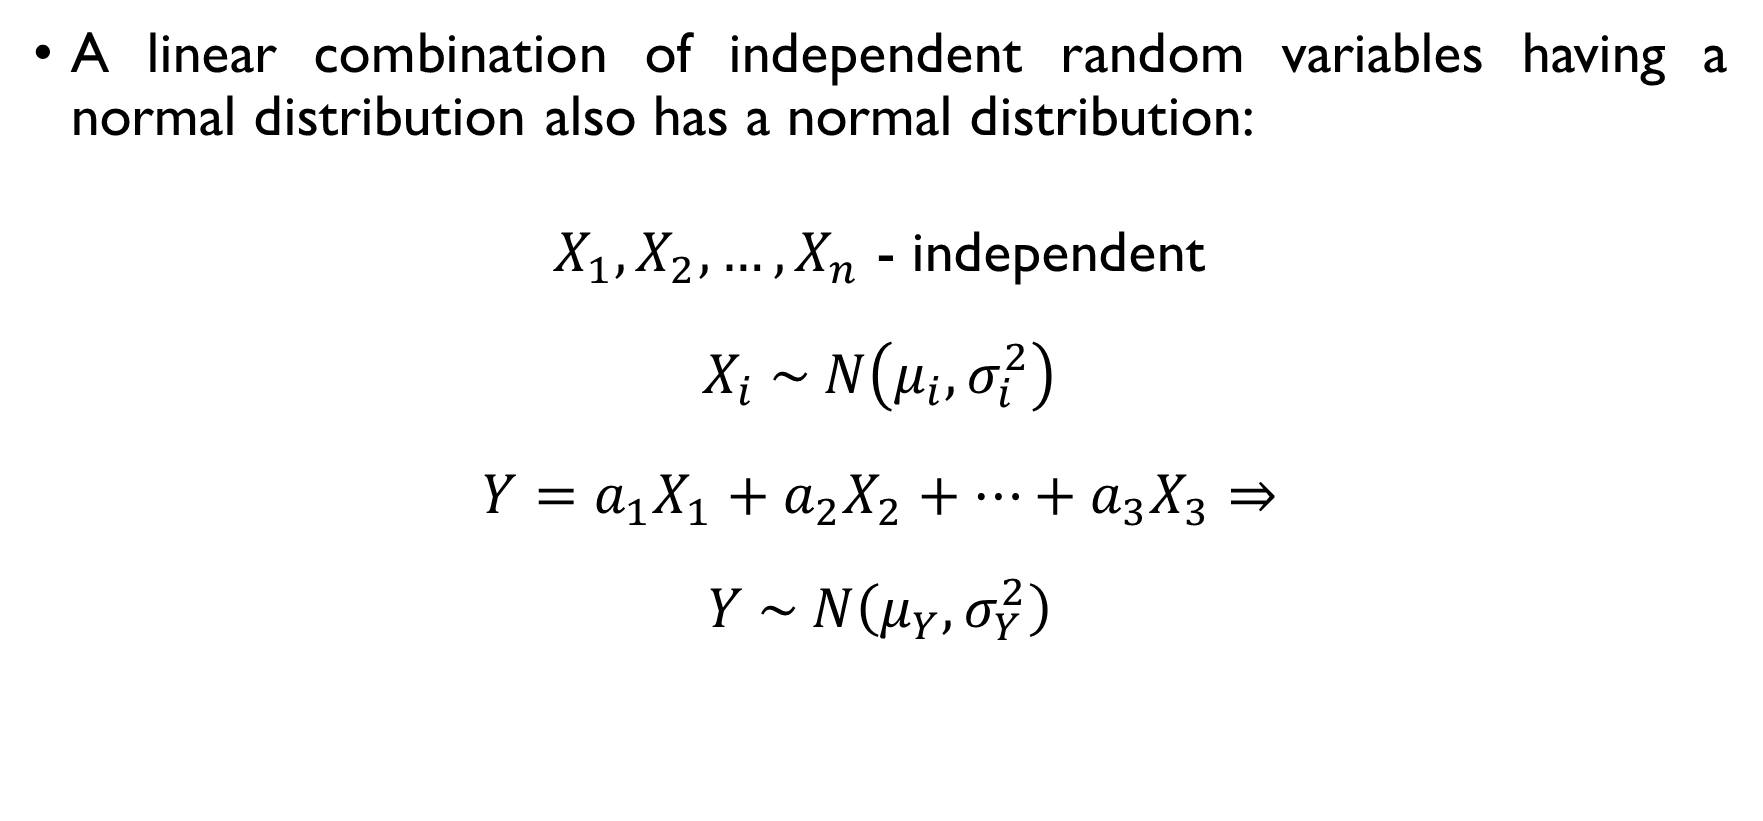 • A linear combination of independent random variables having a
normal distribution also has a normal distribution:
X₁, X₂, … , Xₙ - independent
Xᵢ ~ N(μᵢ, σᵢ²)
Y = a₁X₁ + a₂X₂ + ⋯ + a₃X₃ ⇒
Y ~ N(μ_Y, σ_Y²)